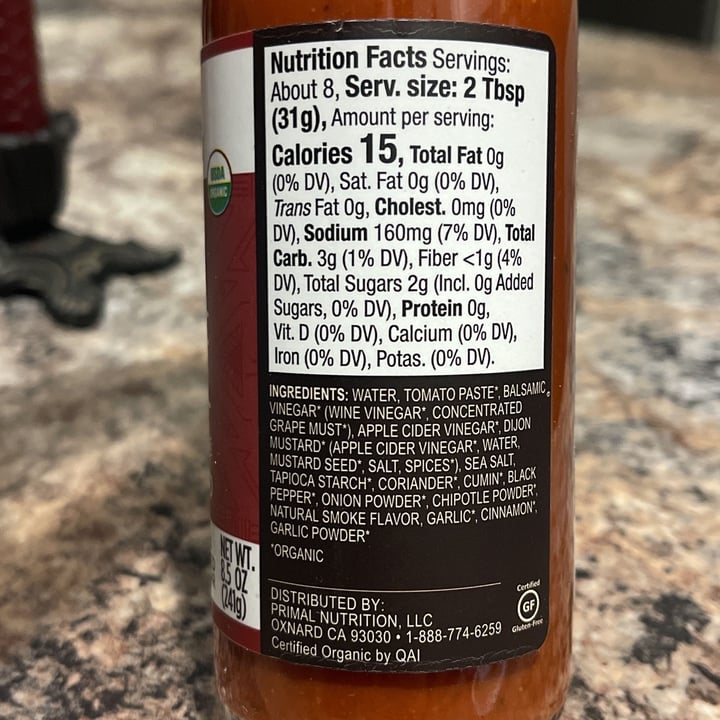 Nutrition Facts Servings:
About 8, Serv. size: 2 Tbsp
(31g), Amount per serving:
Calories 15, Total Fat 0g
(0% DV), Sat. Fat 0g (0% DV),
Trans Fat 0g, Cholest. 0mg (0%
DV), Sodium 160mg (7% DV), Total
Carb. 3g (1% DV), Fiber <1g (4%
DV), Total Sugars 2g (Incl. 0g Added
Sugars, 0% DV), Protein 0g,
Vit. D (0% DV), Calcium (0% DV),
Iron (0% DV), Potas. (0% DV).
USDA
ORGANIC
INGREDIENTS: WATER, TOMATO PASTE*, BALSAMIC
VINEGAR* (WINE VINEGAR*, CONCENTRATED
GRAPE MUST*), APPLE CIDER VINEGAR*, DIJON
MUSTARD* (APPLE CIDER VINEGAR*, WATER,
MUSTARD SEED*, SALT, SPICES*), SEA SALT,
TAPIOCA STARCH*, CORIANDER*, CUMIN*, BLACK
PEPPER*, ONION POWDER*, CHIPOTLE POWDER*,
NATURAL SMOKE FLAVOR, GARLIC*, CINNAMON*,
GARLIC POWDER*
*ORGANIC
NET WT.
8.5 OZ
(241g)
DISTRIBUTED BY:
PRIMAL NUTRITION, LLC
OXNARD CA 93030 • 1-888-774-6259
Certified Organic by QAI
Certified
GF
Gluten-Free